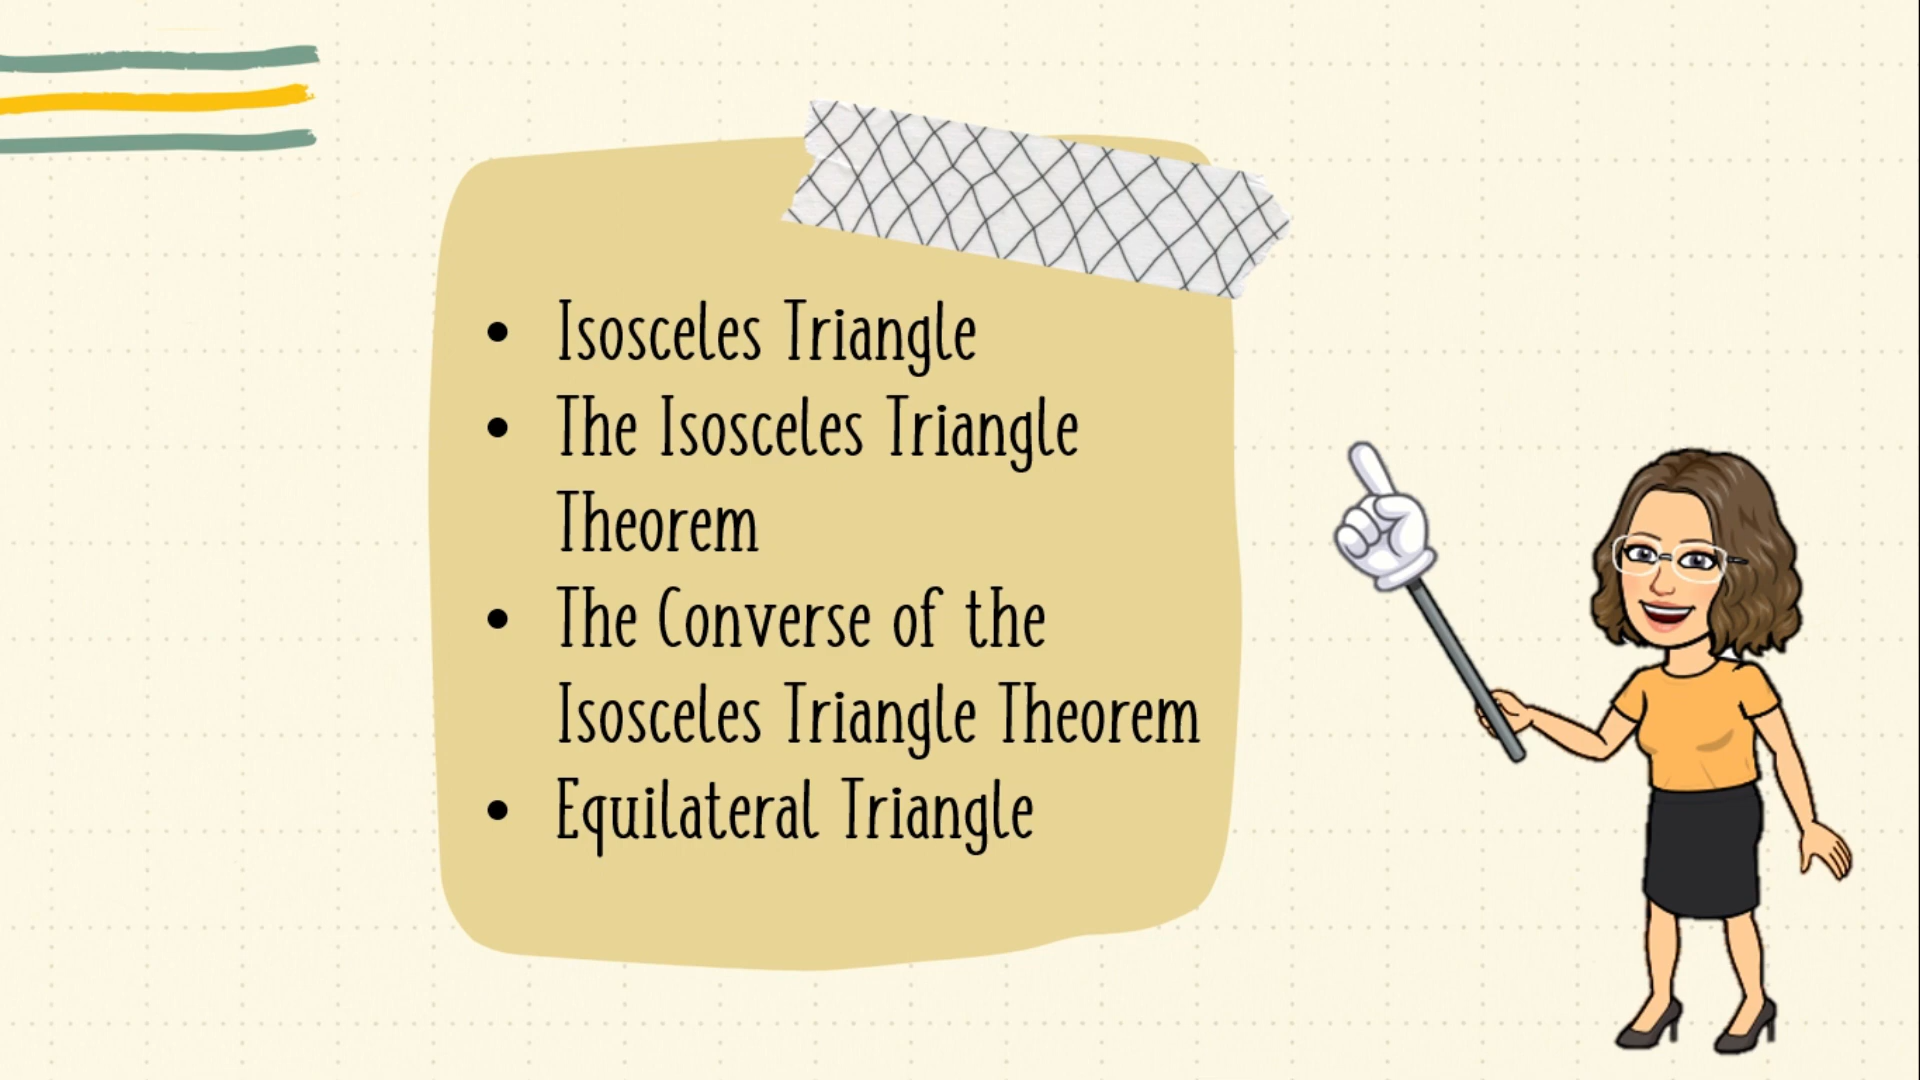 • Isosceles Triangle
• The Isosceles Triangle
Theorem
• The Converse of the
Isosceles Triangle Theorem
• Equilateral Triangle